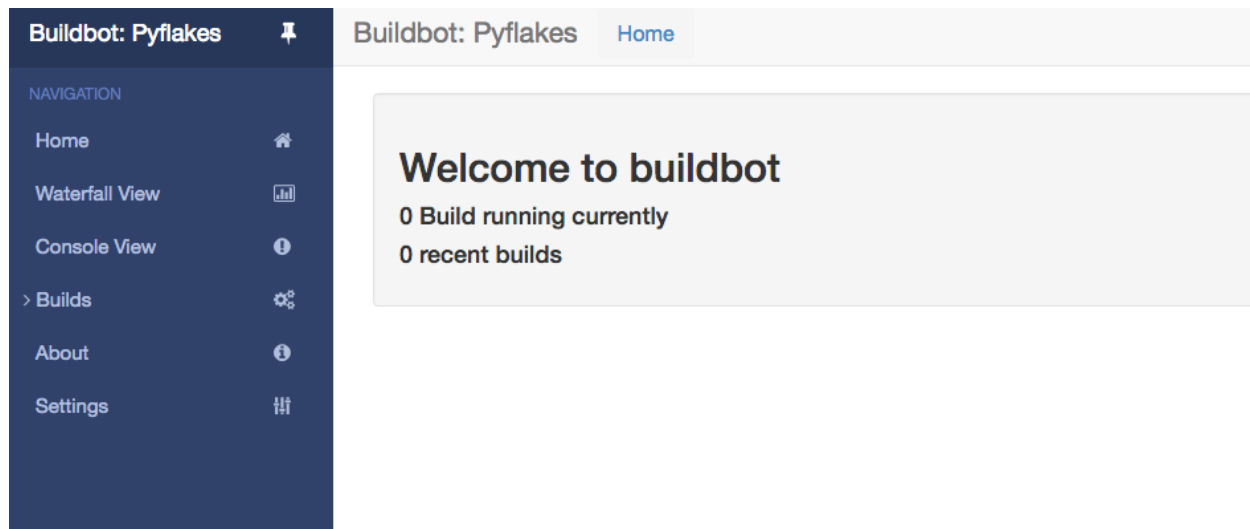 Buildbot: Pyflakes
NAVIGATION
Home
Waterfall View
Console View
Builds
About
Settings
Buildbot: Pyflakes Home
Welcome to buildbot
0 Build running currently
0 recent builds